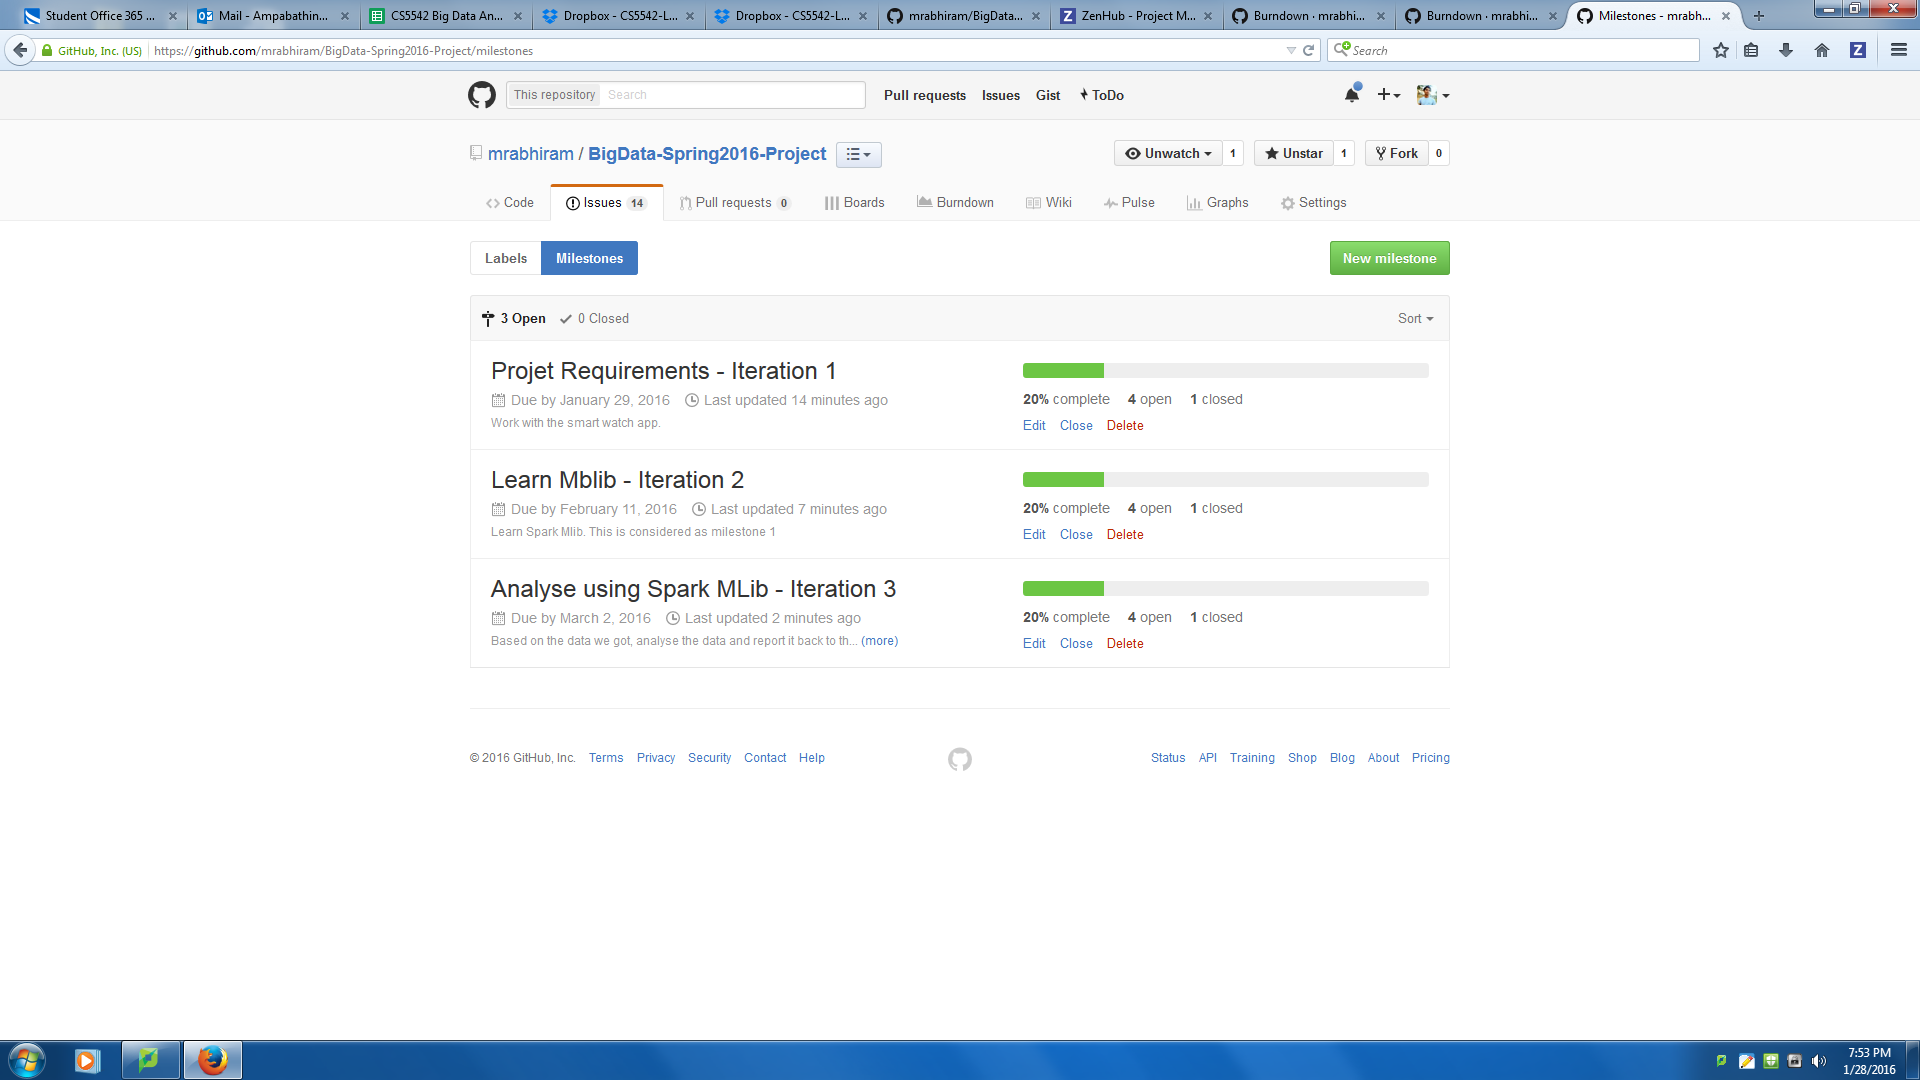 Student Office 365 ...
Mail - Ampabathin...
CS5542 Big Data An...
Dropbox - CS5542-L...
Dropbox - CS5542-L...
mrabhiram/BigData...
ZenHub - Project M...
Burndown · mrabhi...
Burndown · mrabhi...
Milestones - mrabh...
GitHub, Inc. (US)
https://github.com/mrabhiram/BigData-Spring2016-Project/milestones
Search
This repository
Search
Pull requests
Issues
Gist
ToDo
mrabhiram / BigData-Spring2016-Project
Unwatch 1
Unstar 1
Fork 0
Code
Issues 14
Pull requests 0
Boards
Burndown
Wiki
Pulse
Graphs
Settings
Labels
Milestones
New milestone
3 Open
0 Closed
Sort
Projet Requirements - Iteration 1
Due by January 29, 2016
Last updated 14 minutes ago
Work with the smart watch app.
20% complete 4 open 1 closed
Edit Close Delete
Learn Mblib - Iteration 2
Due by February 11, 2016
Last updated 7 minutes ago
Learn Spark Mlib. This is considered as milestone 1
20% complete 4 open 1 closed
Edit Close Delete
Analyse using Spark MLib - Iteration 3
Due by March 2, 2016
Last updated 2 minutes ago
Based on the data we got, analyse the data and report it back to th... (more)
20% complete 4 open 1 closed
Edit Close Delete
© 2016 GitHub, Inc. Terms Privacy Security Contact Help
Status API Training Shop Blog About Pricing
7:53 PM
1/28/2016